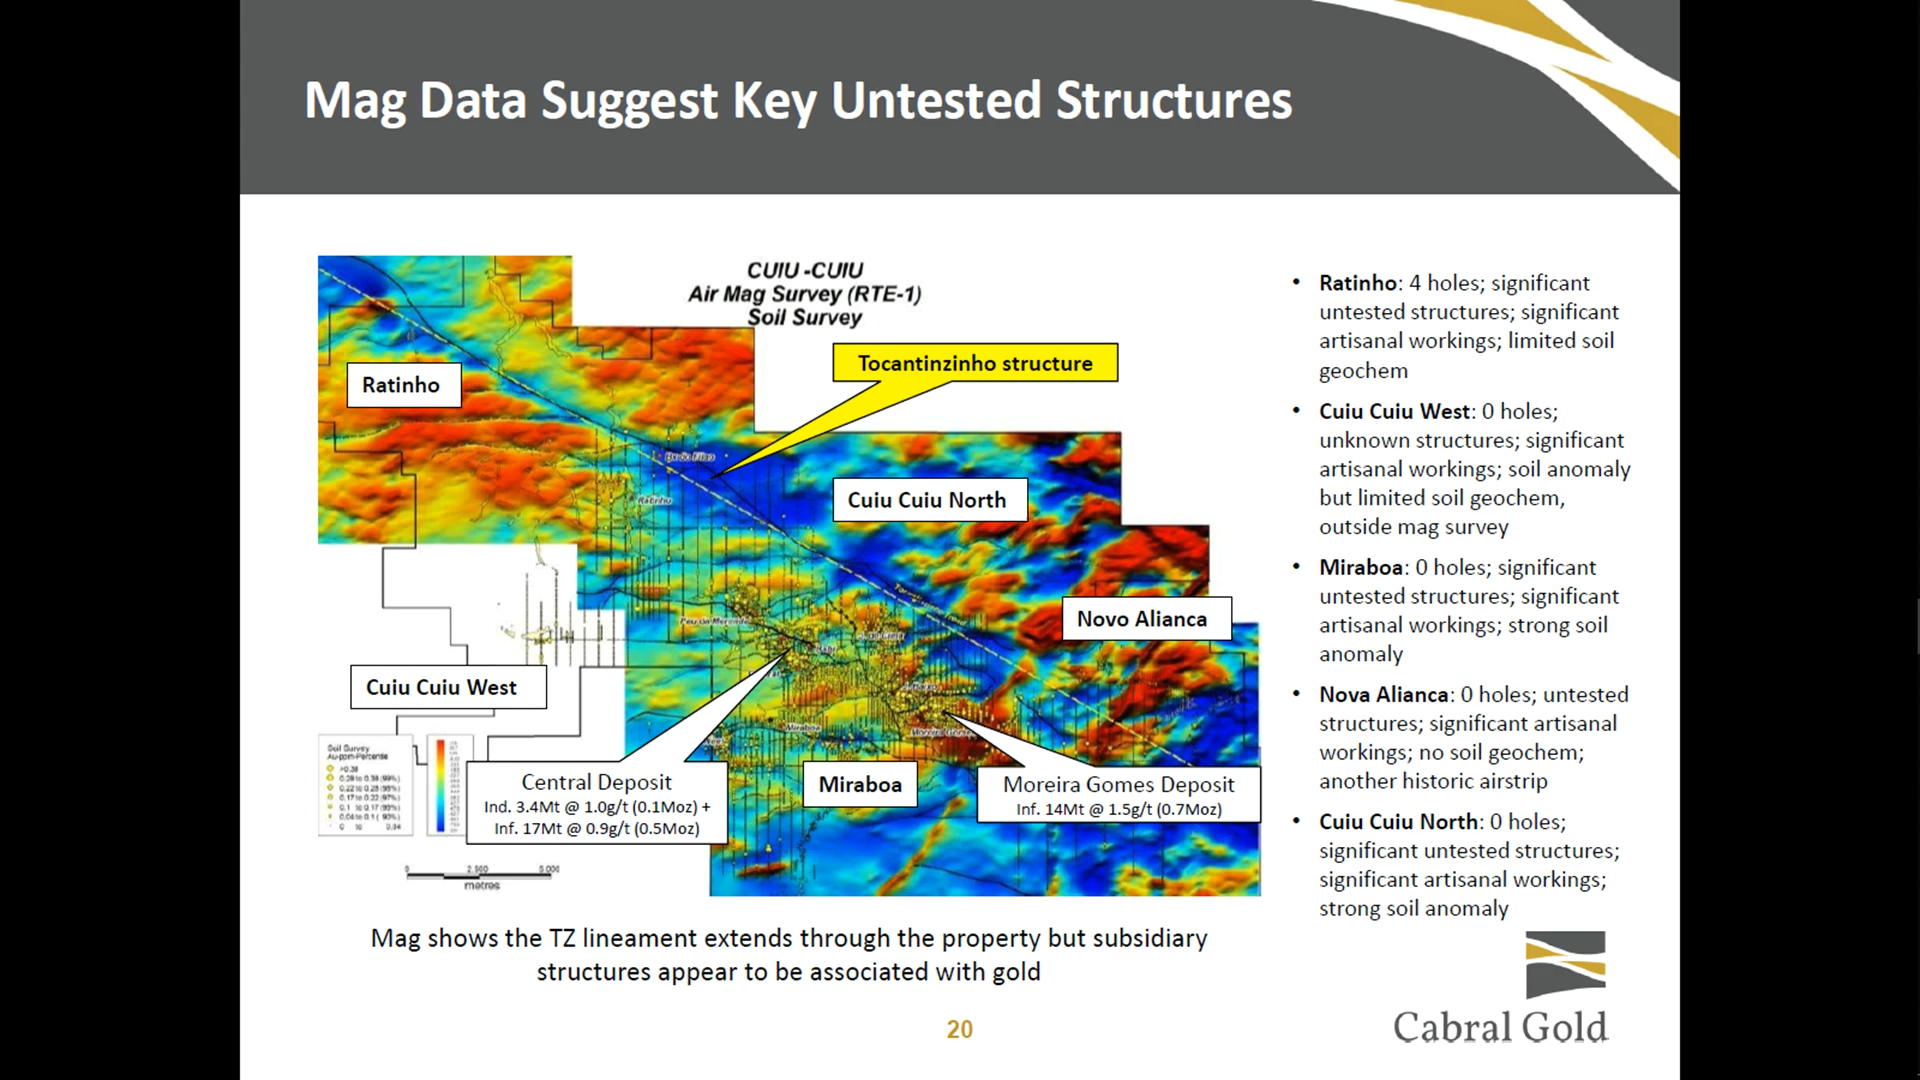 Mag Data Suggest Key Untested Structures
CUIU -CUIU
Air Mag Survey (RTE-1)
Soil Survey
Tocantinzinho structure
Ratinho
Cuiu Cuiu North
Ratinho
Novo Alianca
Cuiu Cuiu West
Miraboa
Central Deposit
Ind. 3.4Mt @ 1.0g/t (0.1Moz) +
Inf. 17Mt @ 0.9g/t (0.5Moz)
Miraboa
Moreira Gomes Deposit
Inf. 14Mt @ 1.5g/t (0.7Moz)
Soil Survey
Au-ppm-Percentile
0 2.500 5.000
metres
Mag shows the TZ lineament extends through the property but subsidiary
structures appear to be associated with gold
• Ratinho: 4 holes; significant
untested structures; significant
artisanal workings; limited soil
geochem
• Cuiu Cuiu West: 0 holes;
unknown structures; significant
artisanal workings; soil anomaly
but limited soil geochem,
outside mag survey
• Miraboa: 0 holes; significant
untested structures; significant
artisanal workings; strong soil
anomaly
• Nova Alianca: 0 holes; untested
structures; significant artisanal
workings; no soil geochem;
another historic airstrip
• Cuiu Cuiu North: 0 holes;
significant untested structures;
significant artisanal workings;
strong soil anomaly
Cabral Gold
20